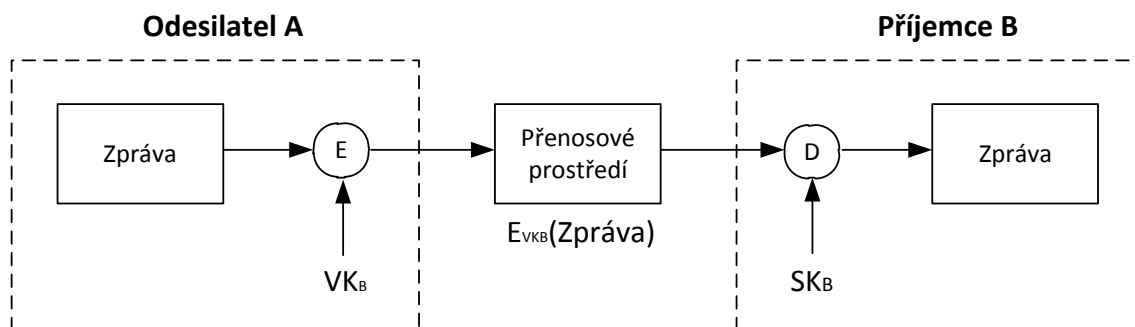 Odesilatel A
Příjemce B
Zpráva
E
Přenosové
prostředí
D
Zpráva
EVKB(Zpráva)
VKB
SKB